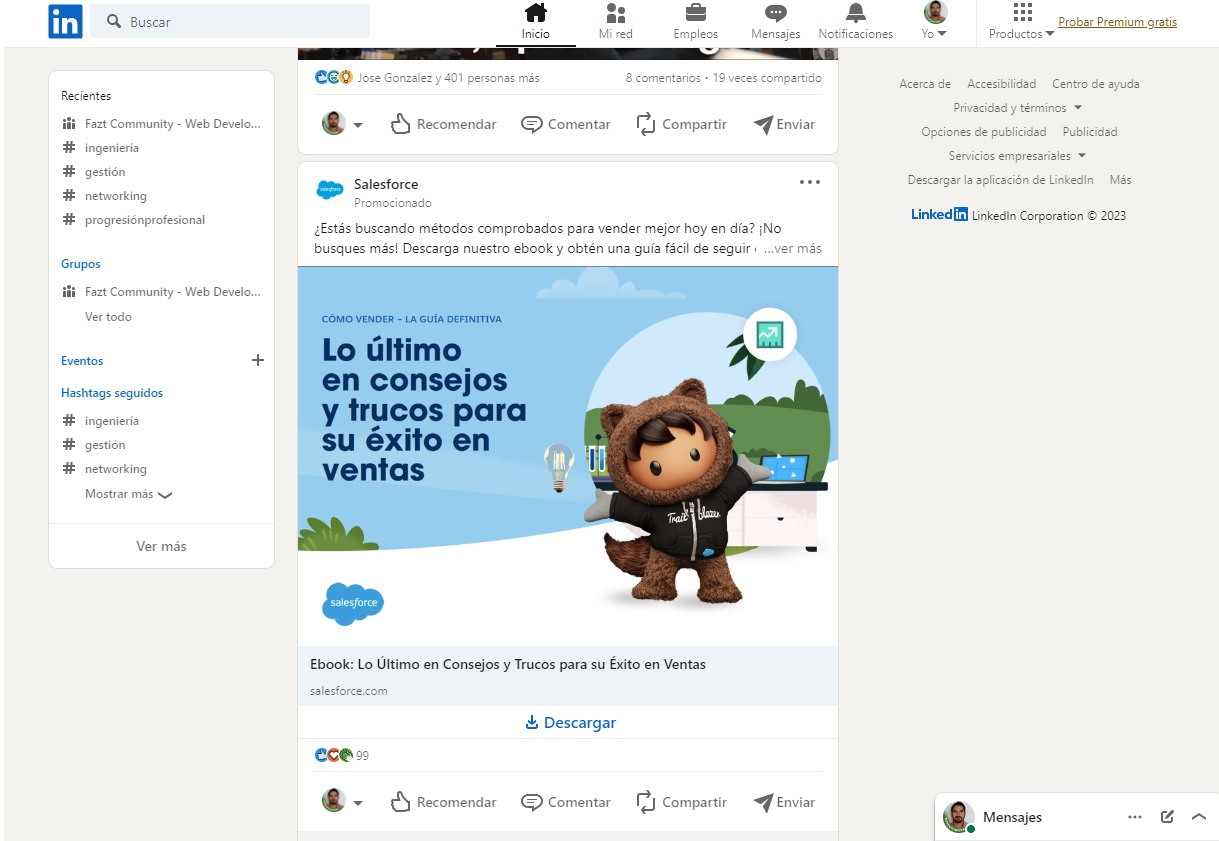 in
Buscar
Inicio
Mi red
Empleos
Mensajes
Notificaciones
Yo
Productos
Probar Premium gratis
Recientes
Fazt Community - Web Develo...
# ingeniería
# gestión
# networking
# progresiónprofesional
Grupos
Fazt Community - Web Develo...
Ver todo
Eventos
Hashtags seguidos
# ingeniería
# gestión
# networking
Mostrar más
Ver más
Jose Gonzalez y 401 personas más
8 comentarios • 19 veces compartido
Recomendar
Comentar
Compartir
Enviar
salesforce
Salesforce
Promocionado
¿Estás buscando métodos comprobados para vender mejor hoy en día? ¡No
busques más! Descarga nuestro ebook y obtén una guía fácil de seguir ...ver más
CÓMO VENDER – LA GUÍA DEFINITIVA
Lo último
en consejos
y trucos para
su éxito en
ventas
Trailblazer
salesforce
Ebook: Lo Último en Consejos y Trucos para su Éxito en Ventas
salesforce.com
Descargar
99
Recomendar
Comentar
Compartir
Enviar
Acerca de
Accesibilidad
Centro de ayuda
Privacidad y términos
Opciones de publicidad
Publicidad
Servicios empresariales
Descargar la aplicación de LinkedIn
Más
LinkedIn LinkedIn Corporation © 2023
Mensajes